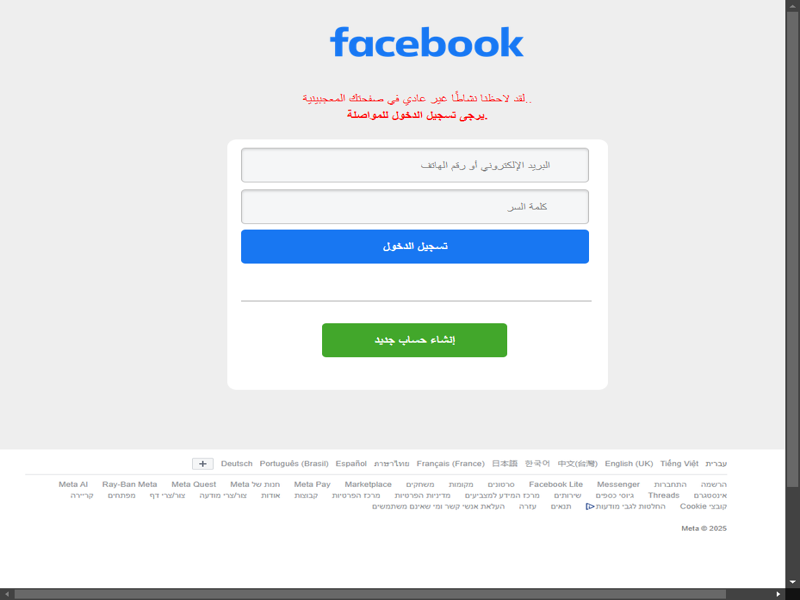 facebook
لقد لاحظنا نشاطًا غير عادي في صفحتك المعجبينية..
يرجى تسجيل الدخول للمواصلة.
البريد الإلكتروني أو رقم الهاتف
كلمة السر
تسجيل الدخول
إنشاء حساب جديد
עברית Tiếng Việt English (UK) 中文(台灣) 한국어 日本語 Français (France) ภาษาไทย Español Português (Brasil) Deutsch
הרשמה התחברות Messenger Facebook Lite סרטונים מקומות משחקים Marketplace Meta Pay חנות של Meta Meta Quest Ray-Ban Meta Meta AI
אינסטגרם Threads גיוסי כספים שירותים מרכז המידע למצביעים מדיניות הפרטיות מרכז הפרטיות קבוצות אודות צור/צרי מודעה צור/צרי דף מפתחים קריירה
קובצי Cookie החלטות לגבי מודעות תנאים עזרה העלאת אנשי קשר ומי שאינם משתמשים
Meta © 2025